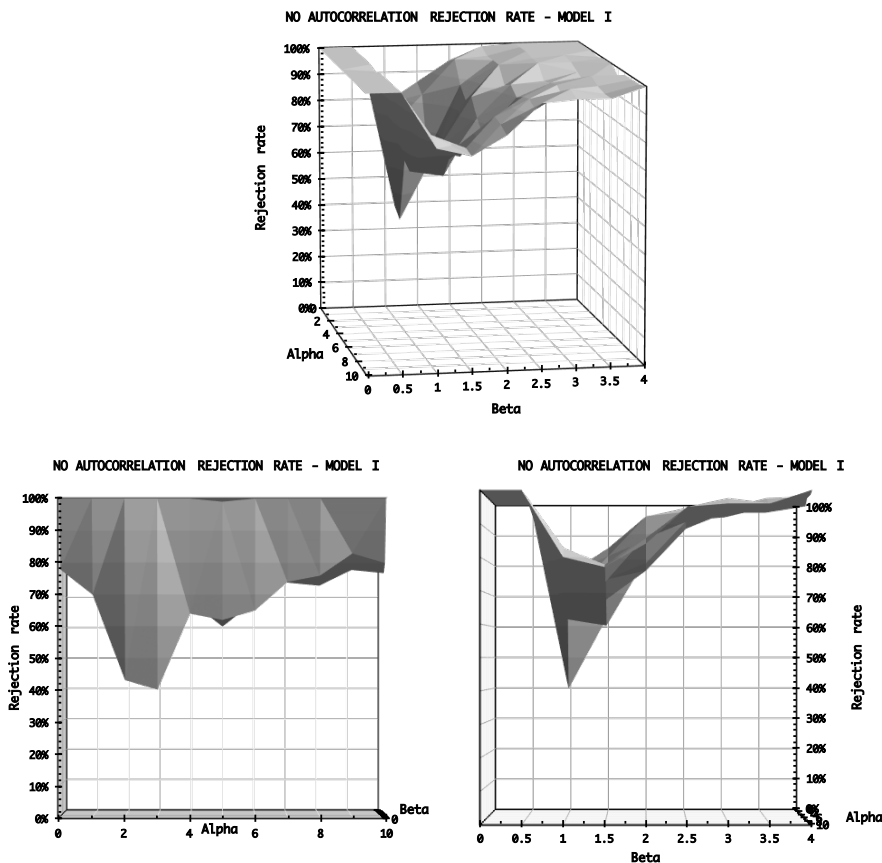 NO AUTOCORRELATION REJECTION RATE – MODEL I
100%
90%
80%
70%
60%
50%
40%
30%
20%
10%
0%
Rejection rate
0
2
4
6
8
10
Alpha
0 0.5 1 1.5 2 2.5 3 3.5 4
Beta
NO AUTOCORRELATION REJECTION RATE – MODEL I
100%
90%
80%
70%
60%
50%
40%
30%
20%
10%
0%
Rejection rate
0 2 4 6 8 10
Alpha
Beta
0
NO AUTOCORRELATION REJECTION RATE – MODEL I
100%
90%
80%
70%
60%
50%
40%
30%
20%
10%
0%
Rejection rate
Alpha
10
0 0.5 1 1.5 2 2.5 3 3.5 4
Beta